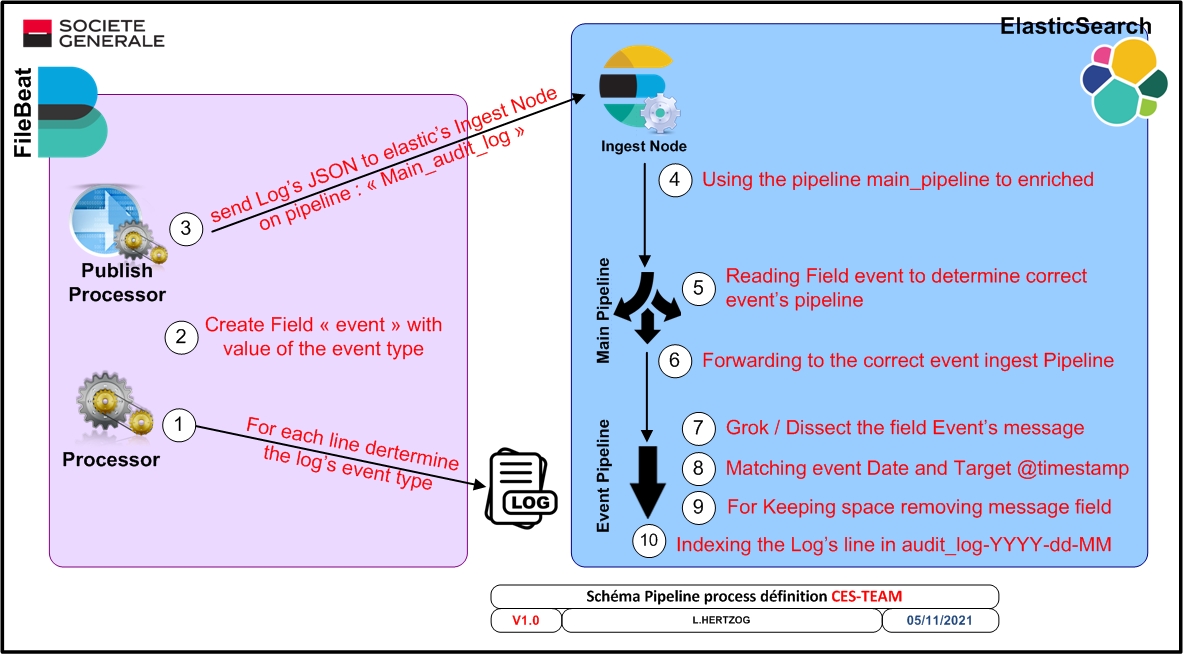 SOCIETE
GENERALE
ElasticSearch
FileBeat
send Log's JSON to elastic's Ingest Node
on pipeline : « Main_audit_log »
3
Publish
Processor
2
Create Field « event » with
value of the event type
1
Processor
For each line dertermine
the log's event type
LOG
Ingest Node
4
Using the pipeline main_pipeline to enriched
Main Pipeline
5
Reading Field event to determine correct
event's pipeline
6
Forwarding to the correct event ingest Pipeline
Event Pipeline
7
Grok / Dissect the field Event's message
8
Matching event Date and Target @timestamp
9
For Keeping space removing message field
10
Indexing the Log's line in audit_log-YYYY-dd-MM
Schéma Pipeline process définition CES-TEAM
V1.0
L.HERTZOG
05/11/2021